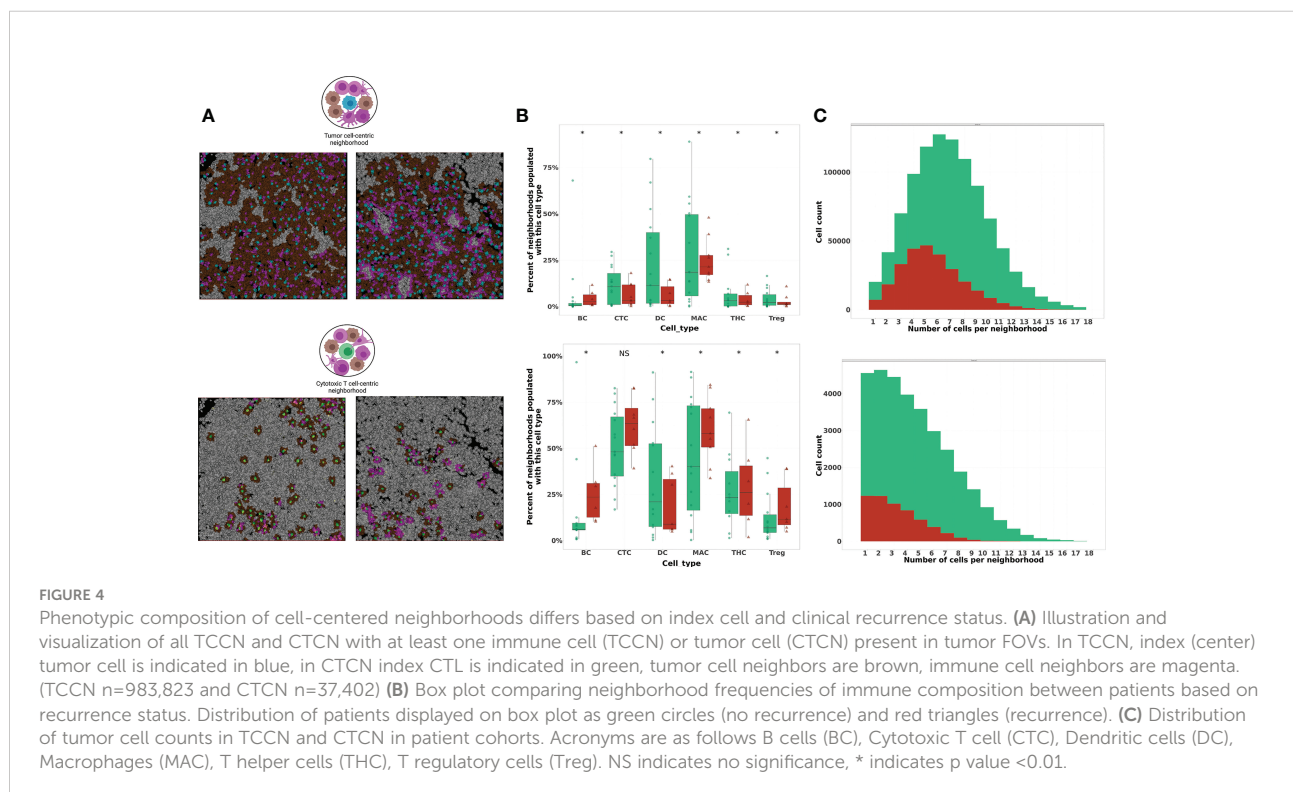 A
Tumor cell-centric
neighborhood
Cytotoxic T cell-centric
neighborhood
B
* * * * * *
Percent of neighborhoods populated
with this cell type
75%
50%
25%
0%
BC CTC DC MAC THC Treg
Cell_type
* NS * * * *
Percent of neighborhoods populated
with this cell type
100%
75%
50%
25%
0%
BC CTC DC MAC THC Treg
Cell_type
C
Cell count
100000
50000
0
1 2 3 4 5 6 7 8 9 10 11 12 13 14 15 16 17 18
Number of cells per neighborhood
Cell count
4000
3000
2000
1000
0
1 2 3 4 5 6 7 8 9 10 11 12 13 14 15 16 17 18
Number of cells per neighborhood
FIGURE 4
Phenotypic composition of cell-centered neighborhoods differs based on index cell and clinical recurrence status. (A) Illustration and
visualization of all TCCN and CTCN with at least one immune cell (TCCN) or tumor cell (CTCN) present in tumor FOVs. In TCCN, index (center)
tumor cell is indicated in blue, in CTCN index CTL is indicated in green, tumor cell neighbors are brown, immune cell neighbors are magenta.
(TCCN n=983,823 and CTCN n=37,402) (B) Box plot comparing neighborhood frequencies of immune composition between patients based on
recurrence status. Distribution of patients displayed on box plot as green circles (no recurrence) and red triangles (recurrence). (C) Distribution
of tumor cell counts in TCCN and CTCN in patient cohorts. Acronyms are as follows B cells (BC), Cytotoxic T cell (CTC), Dendritic cells (DC),
Macrophages (MAC), T helper cells (THC), T regulatory cells (Treg). NS indicates no significance, * indicates p value <0.01.